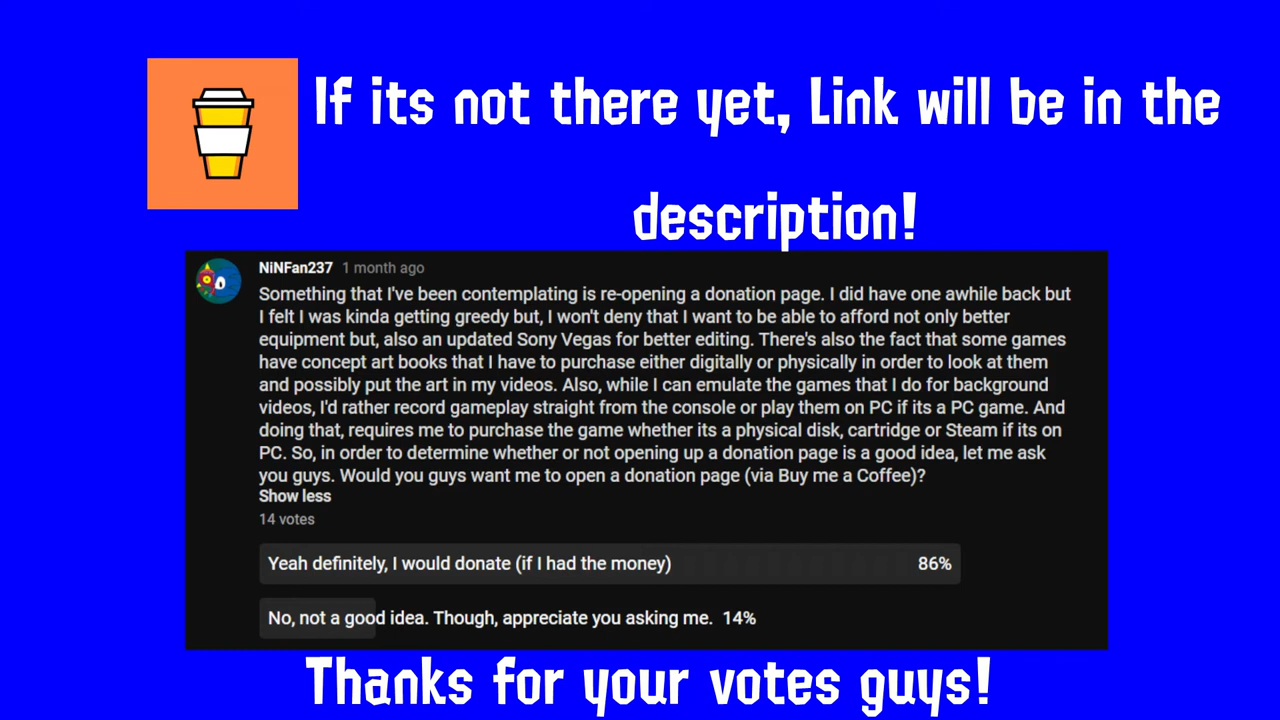 If its not there yet, Link will be in the
description!
NiNFan237 1 month ago
Something that I've been contemplating is re-opening a donation page. I did have one awhile back but
I felt I was kinda getting greedy but, I won't deny that I want to be able to afford not only better
equipment but, also an updated Sony Vegas for better editing. There's also the fact that some games
have concept art books that I have to purchase either digitally or physically in order to look at them
and possibly put the art in my videos. Also, while I can emulate the games that I do for background
videos, I'd rather record gameplay straight from the console or play them on PC if its a PC game. And
doing that, requires me to purchase the game whether its a physical disk, cartridge or Steam if its on
PC. So, in order to determine whether or not opening up a donation page is a good idea, let me ask
you guys. Would you guys want me to open a donation page (via Buy me a Coffee)?
Show less
14 votes
Yeah definitely, I would donate (if I had the money) 86%
No, not a good idea. Though, appreciate you asking me. 14%
Thanks for your votes guys!